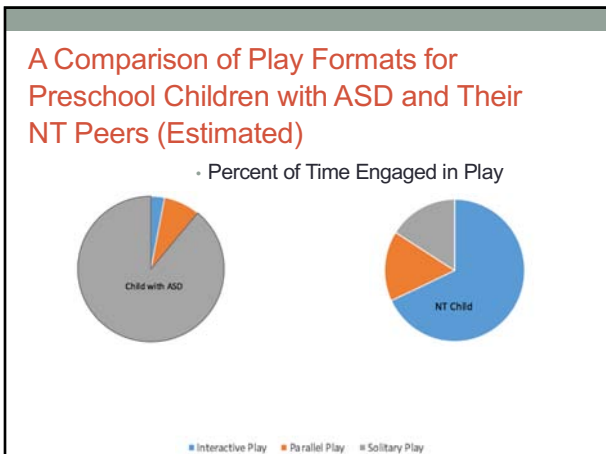 A Comparison of Play Formats for
Preschool Children with ASD and Their
NT Peers (Estimated)
• Percent of Time Engaged in Play
Child with ASD
NT Child
Interactive Play Parallel Play Solitary Play